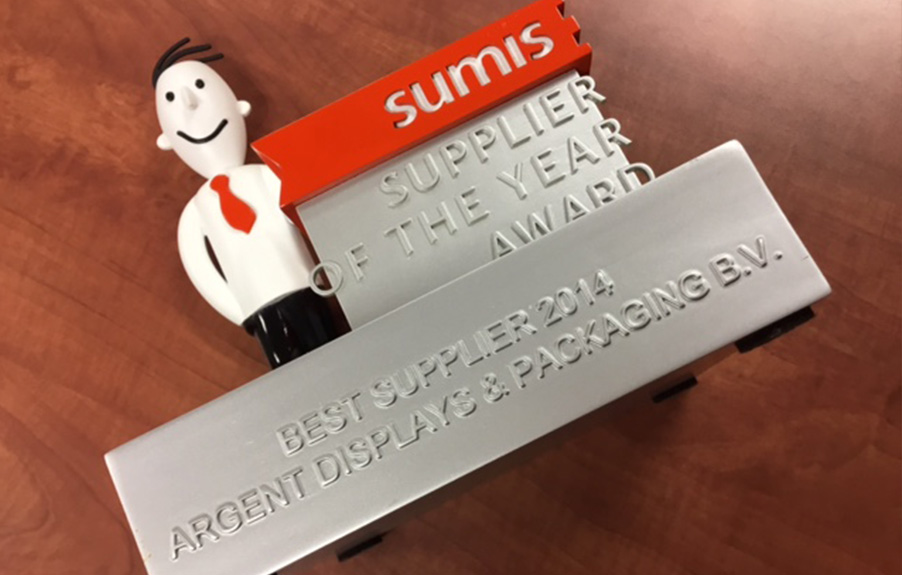 sumis
SUPPLIER
OF THE YEAR
AWARD
BEST SUPPLIER 2014
ARGENT DISPLAYS & PACKAGING B.V.